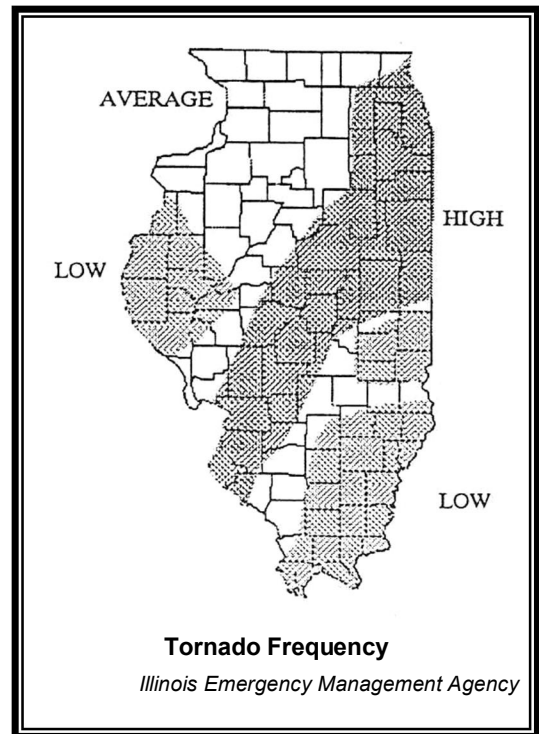 AVERAGE
HIGH
LOW
LOW
Tornado Frequency
Illinois Emergency Management Agency